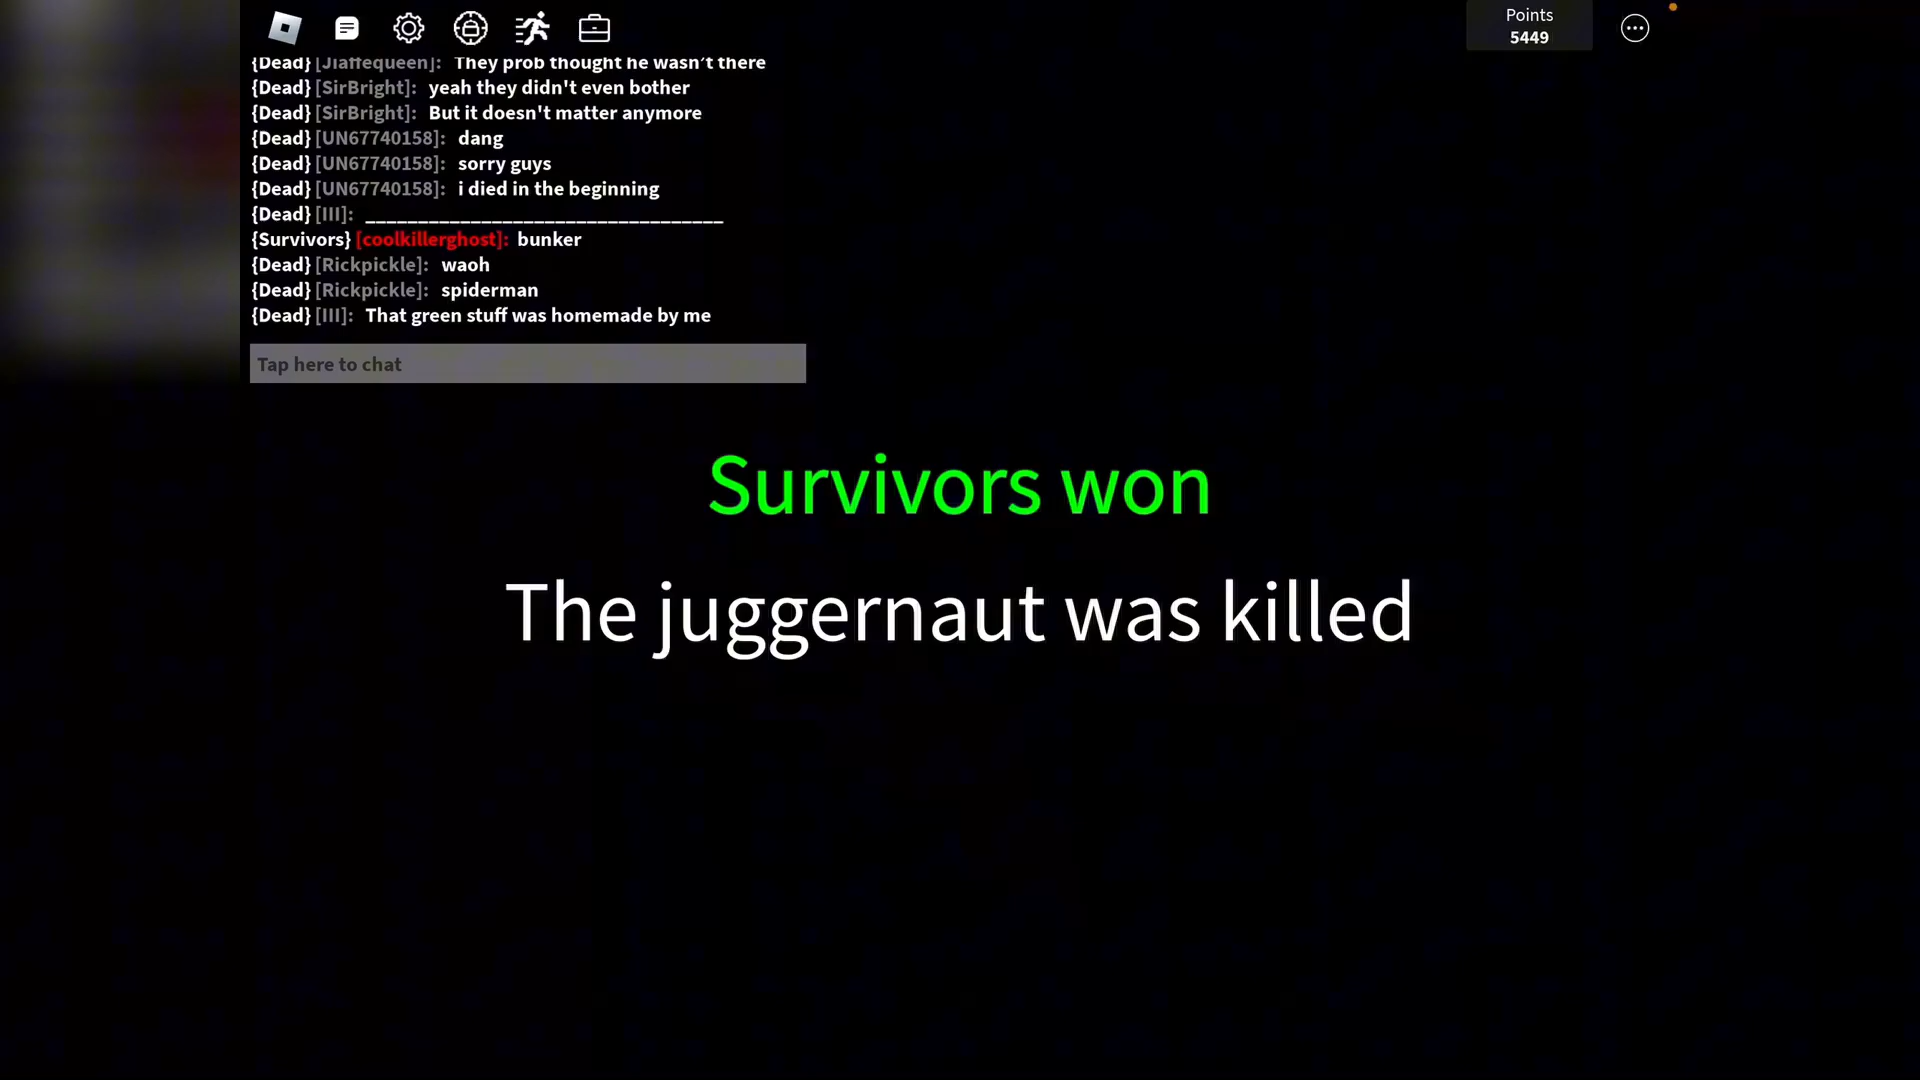 Points
5449
{Dead} [Jiaffequeen]: They prob thought he wasn't there
{Dead} [SirBright]: yeah they didn't even bother
{Dead} [SirBright]: But it doesn't matter anymore
{Dead} [UN67740158]: dang
{Dead} [UN67740158]: sorry guys
{Dead} [UN67740158]: i died in the beginning
{Dead} [III]: __________________________________
{Survivors} [coolkillerghost]: bunker
{Dead} [Rickpickle]: waoh
{Dead} [Rickpickle]: spiderman
{Dead} [III]: That green stuff was homemade by me
Tap here to chat
Survivors won
The juggernaut was killed